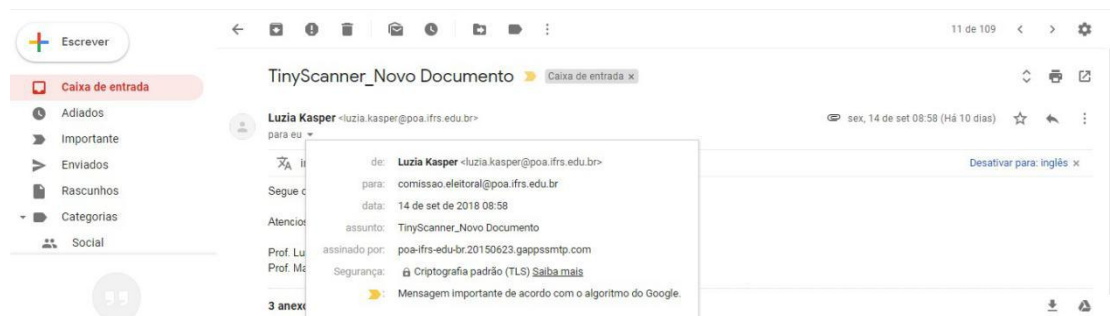 Escrever
11 de 109
Caixa de entrada
Adiados
Importante
Enviados
Rascunhos
Categorias
Social
TinyScanner_Novo Documento Caixa de entrada x
Luzia Kasper <luzia.kasper@poa.ifrs.edu.br>
sex, 14 de set 08:58 (Há 10 dias)
para eu
Desativar para: inglês x
de: Luzia Kasper <luzia.kasper@poa.ifrs.edu.br>
para: comissao.eleitoral@poa.ifrs.edu.br
data: 14 de set de 2018 08:58
assunto: TinyScanner_Novo Documento
assinado por: poa-ifrs-edu-br.20150623.gappssmtp.com
Segurança: Criptografia padrão (TLS) Saiba mais
: Mensagem importante de acordo com o algoritmo do Google.
Segue
Atencios
Prof. Lu
Prof. Ma
3 anexo